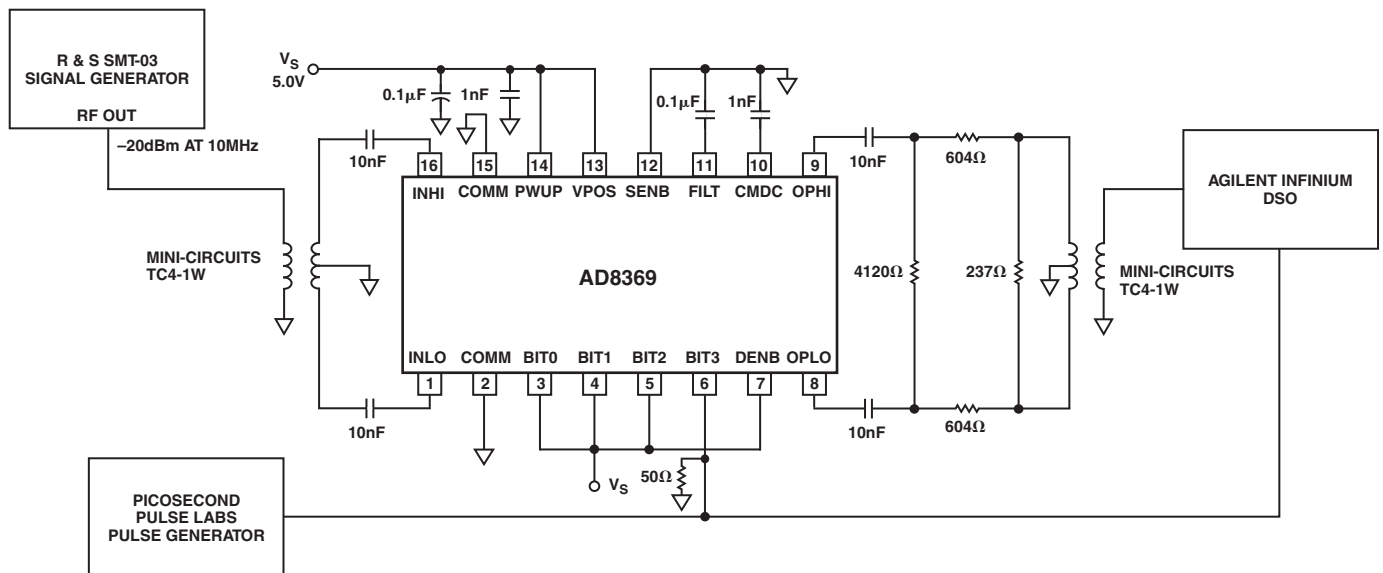 R & S SMT-03
SIGNAL GENERATOR
RF OUT
–20dBm AT 10MHz
VS
5.0V
0.1µF
1nF
0.1µF
1nF
10nF
10nF
604Ω
16
15
14
13
12
11
10
9
INHI
COMM
PWUP
VPOS
SENB
FILT
CMDC
OPHI
AGILENT INFINIUM
DSO
MINI-CIRCUITS
TC4-1W
AD8369
4120Ω
237Ω
MINI-CIRCUITS
TC4-1W
INLO
COMM
BIT0
BIT1
BIT2
BIT3
DENB
OPLO
1
2
3
4
5
6
7
8
10nF
10nF
604Ω
50Ω
VS
PICOSECOND
PULSE LABS
PULSE GENERATOR